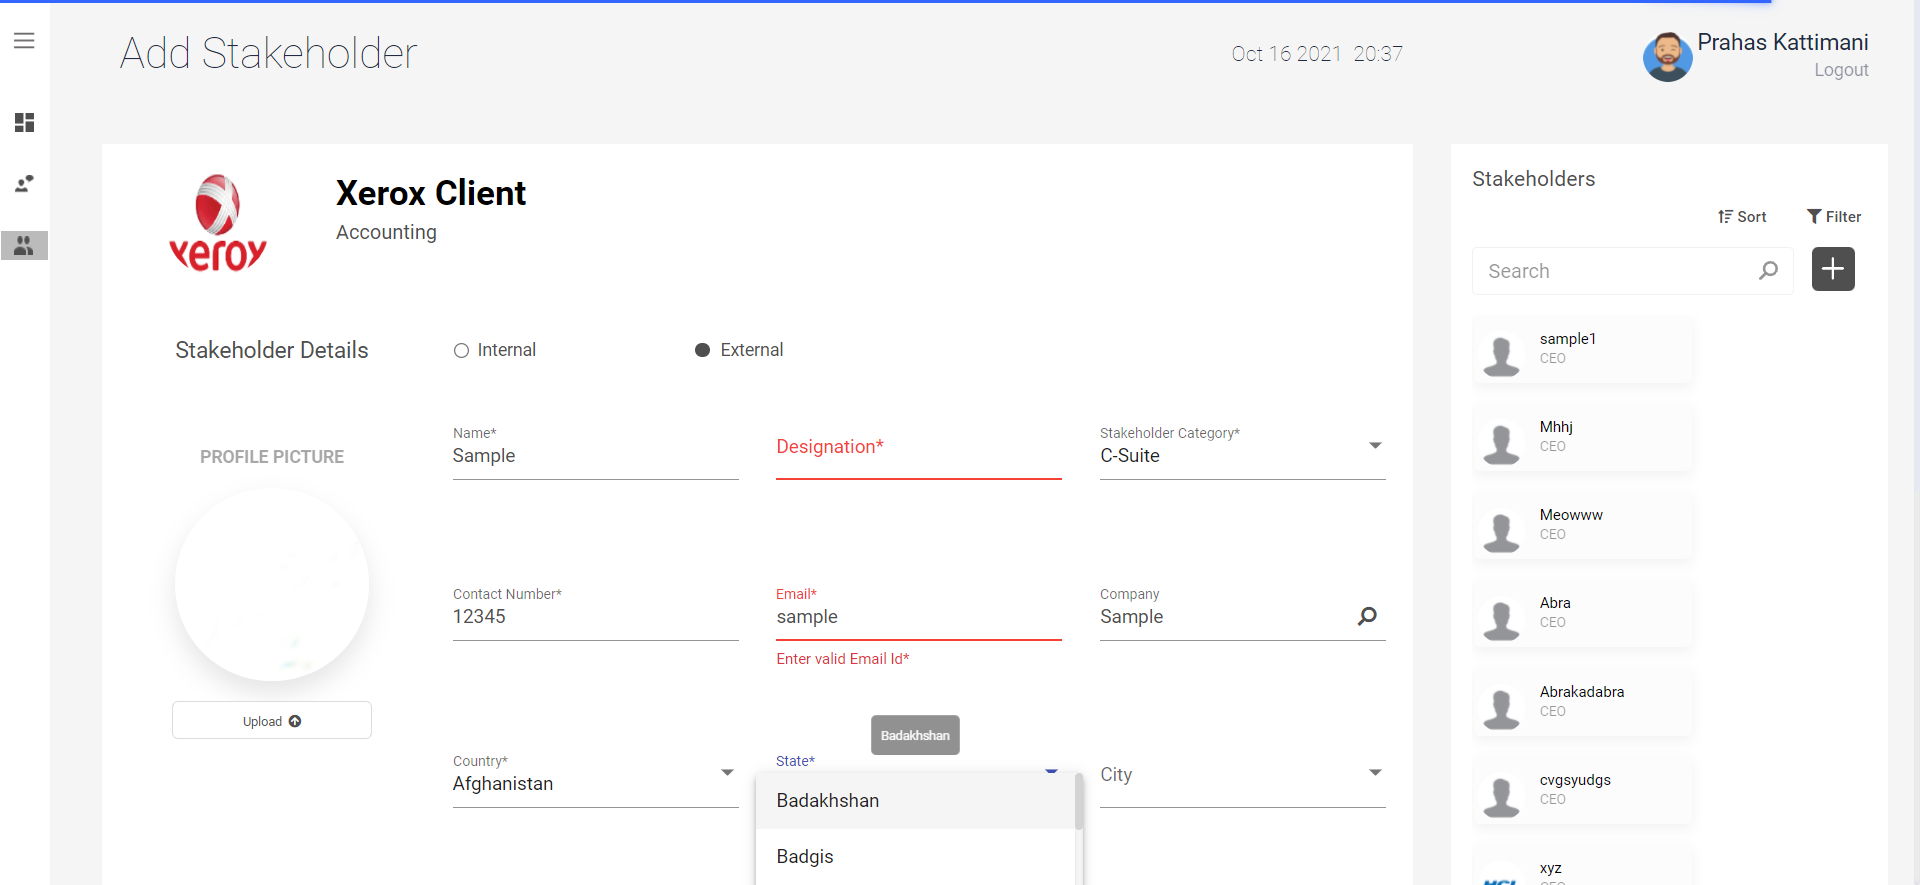 Add Stakeholder
Oct 16 2021 20:37
Prahas Kattimani
Logout
xeroy
Xerox Client
Accounting
Stakeholder Details
Internal
External
PROFILE PICTURE
Upload
Name*
Sample
Designation*
Stakeholder Category*
C-Suite
Contact Number*
12345
Email*
sample
Enter valid Email Id*
Company
Sample
Badakhshan
Country*
Afghanistan
State*
City
Badakhshan
Badgis
Stakeholders
Sort
Filter
Search
sample1
CEO
Mhhj
CEO
Meowww
CEO
Abra
CEO
Abrakadabra
CEO
cvgsyudgs
CEO
xyz